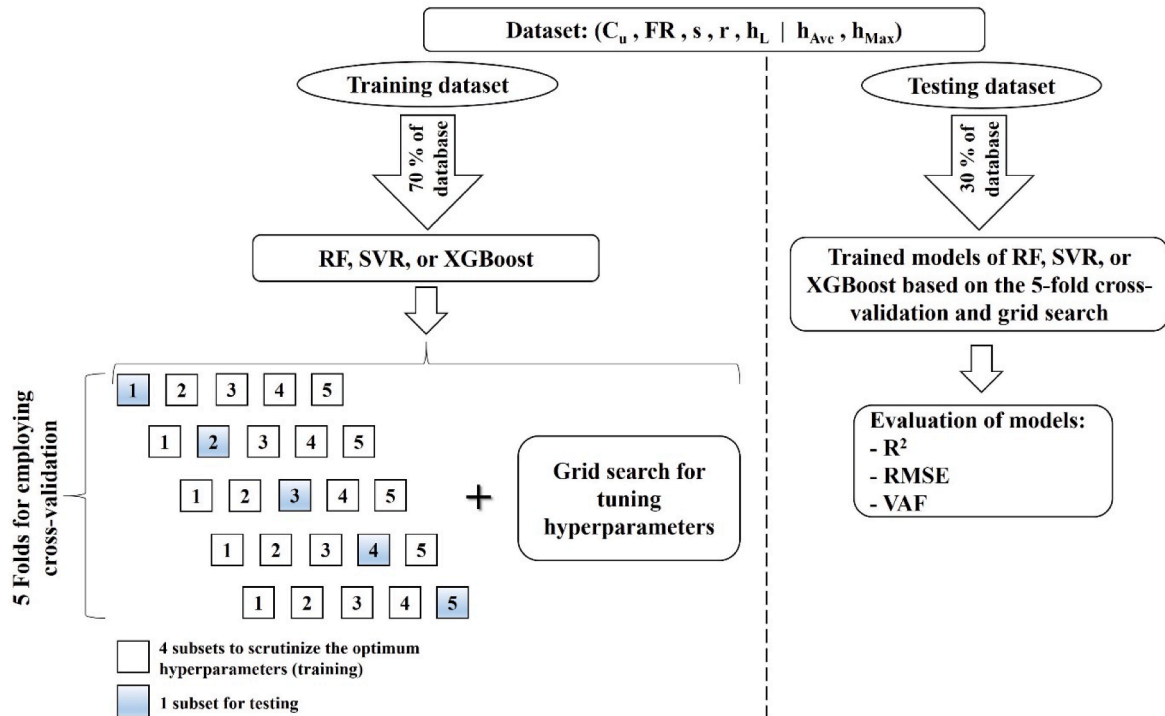 Dataset: (Cu , FR , s , r , hL | hAve , hMax)
Training dataset
70 % of
database
RF, SVR, or XGBoost
5 Folds for employing
cross-validation
1 2 3 4 5
1 2 3 4 5
1 2 3 4 5
1 2 3 4 5
1 2 3 4 5
+
Grid search for
tuning
hyperparameters
4 subsets to scrutinize the optimum
hyperparameters (training)
1 subset for testing
Testing dataset
30 % of
database
Trained models of RF, SVR, or
XGBoost based on the 5-fold cross-
validation and grid search
Evaluation of models:
- R²
- RMSE
- VAF